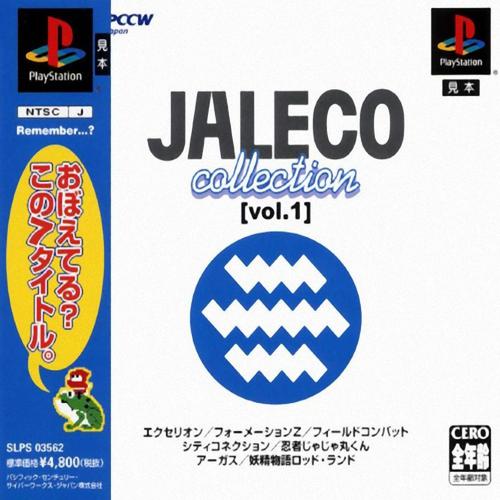 PlayStation
見本
NTSC J
Remember...?
おぼえてる?
この7タイトル。
SLPS 03562
標準価格¥4,800(税抜)
パシフィック・センチュリー・
サイバーワークス・ジャパン株式会社
PCCW
Japan
PlayStation
見本
JALECO
collection
[vol.1]
エクセリオン/フォーメーションZ/フィールドコンバット
シティコネクション/忍者じゃじゃ丸くん
アーガス/妖精物語ロッド・ランド
CERO
全年齢
全年齢対象